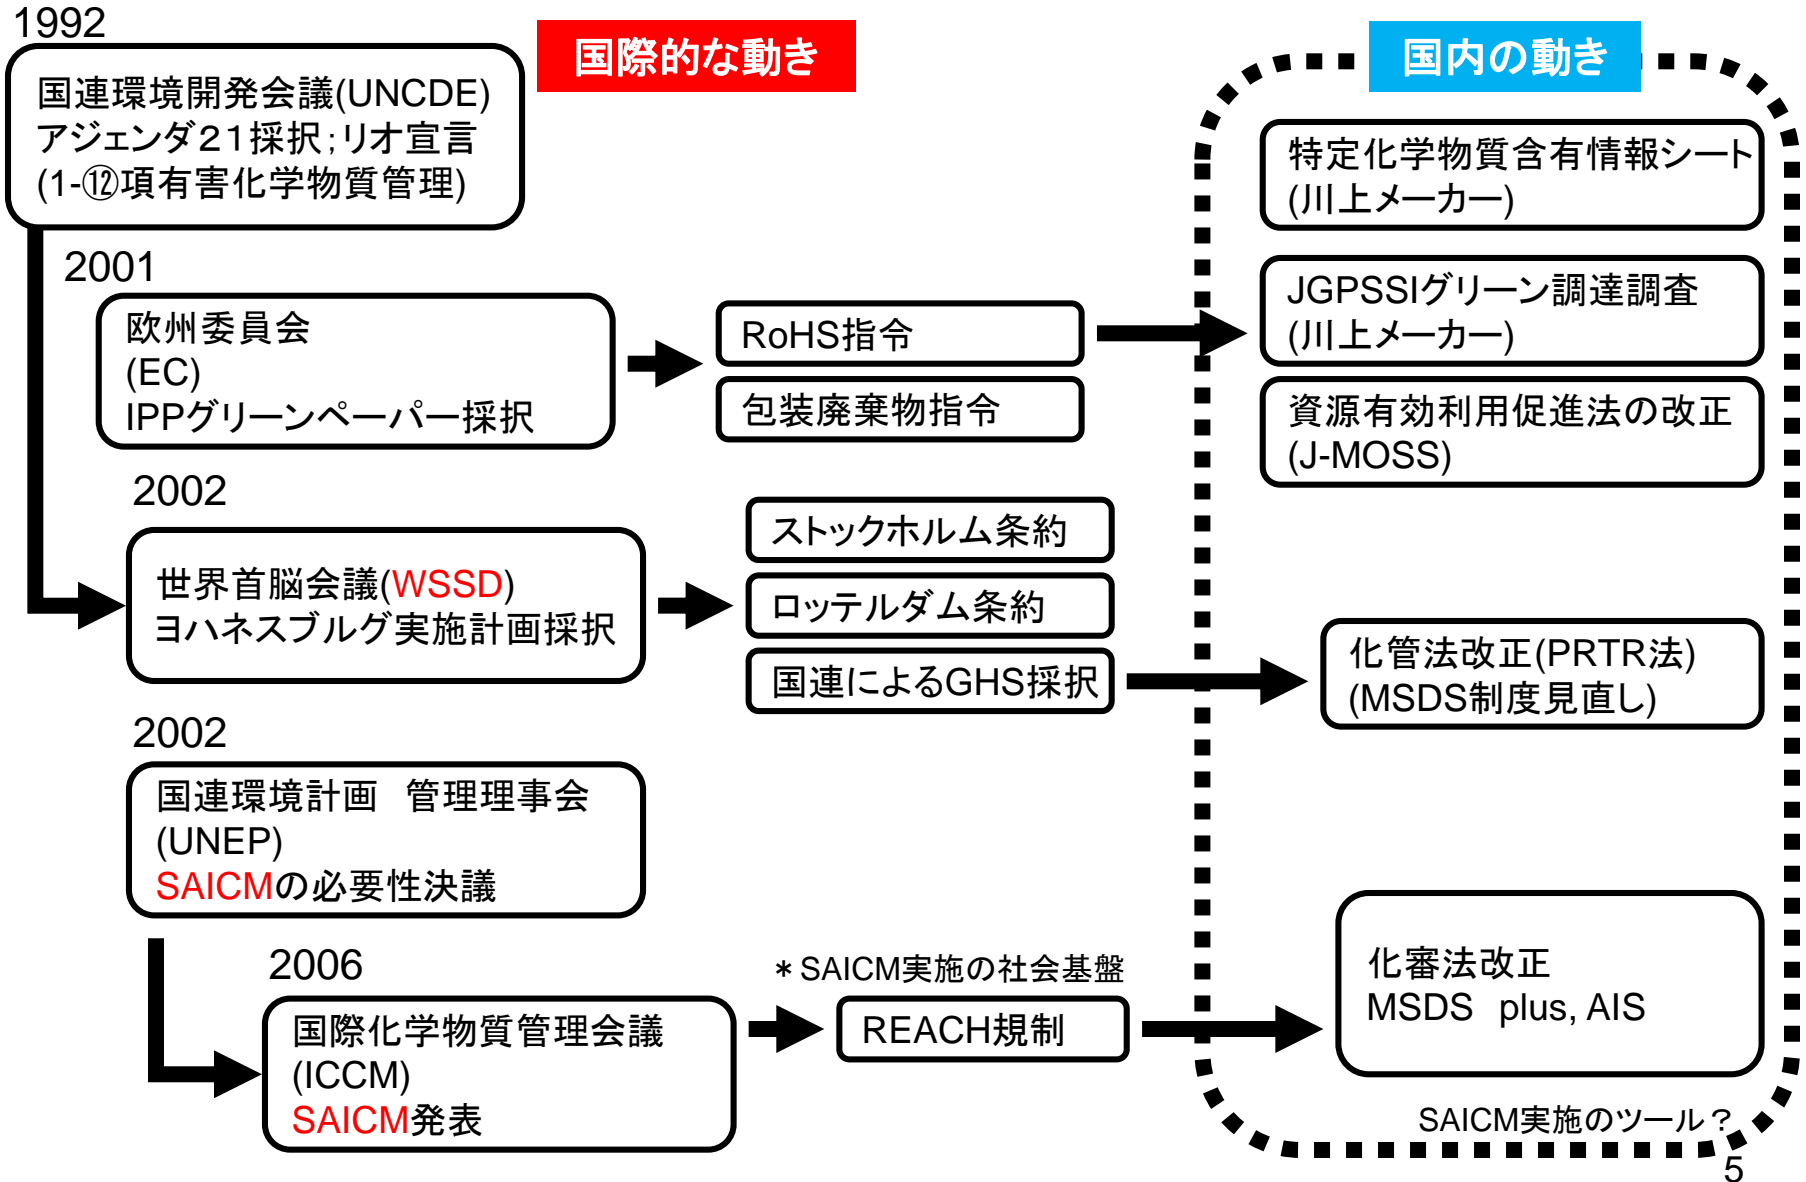 1992
国際的な動き
国内の動き
国連環境開発会議(UNCDE)
アジェンダ21採択;リオ宣言
(1-⑫項有害化学物質管理)
特定化学物質含有情報シート
(川上メーカー)
2001
欧州委員会
(EC)
IPPグリーンペーパー採択
RoHS指令
包装廃棄物指令
JGPSSIグリーン調達調査
(川上メーカー)
資源有効利用促進法の改正
(J-MOSS)
2002
世界首脳会議(WSSD)
ヨハネスブルグ実施計画採択
ストックホルム条約
ロッテルダム条約
国連によるGHS採択
化管法改正(PRTR法)
(MSDS制度見直し)
2002
国連環境計画 管理理事会
(UNEP)
SAICMの必要性決議
2006
国際化学物質管理会議
(ICCM)
SAICM発表
*SAICM実施の社会基盤
REACH規制
化審法改正
MSDS plus, AIS
SAICM実施のツール?
5